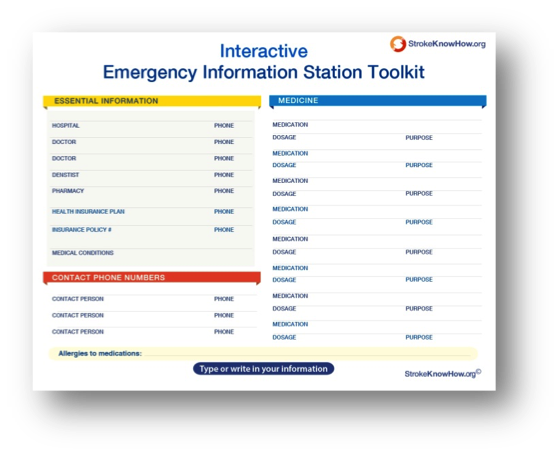 StrokeKnowHow.org
Interactive
Emergency Information Station Toolkit
ESSENTIAL INFORMATION
HOSPITAL PHONE
DOCTOR PHONE
DOCTOR PHONE
DENSTIST PHONE
PHARMACY PHONE
HEALTH INSURANCE PLAN PHONE
INSURANCE POLICY # PHONE
MEDICAL CONDITIONS
CONTACT PHONE NUMBERS
CONTACT PERSON PHONE
CONTACT PERSON PHONE
CONTACT PERSON PHONE
MEDICINE
MEDICATION
DOSAGE PURPOSE
MEDICATION
DOSAGE PURPOSE
MEDICATION
DOSAGE PURPOSE
MEDICATION
DOSAGE PURPOSE
MEDICATION
DOSAGE PURPOSE
MEDICATION
DOSAGE PURPOSE
MEDICATION
DOSAGE PURPOSE
MEDICATION
DOSAGE PURPOSE
Allergies to medications:
Type or write in your information
StrokeKnowHow.org©